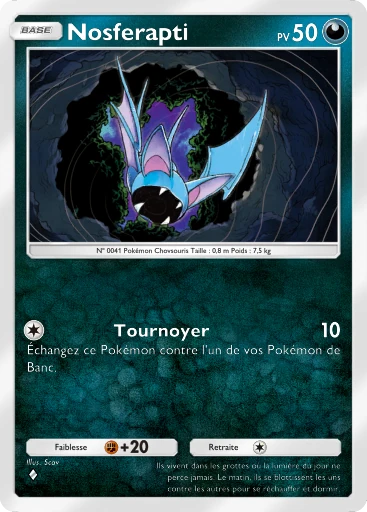 BASE Nosferapti PV 50
N° 0041 Pokémon Chovsouris Taille : 0,8 m Poids : 7,5 kg
Tournoyer 10
Échangez ce Pokémon contre l'un de vos Pokémon de
Banc.
Faiblesse +20 Retraite
Illus. Scav
Ils vivent dans les grottes où la lumière du jour ne
perce jamais. Le matin, ils se blottissent les uns
contre les autres pour se réchauffer et dormir.